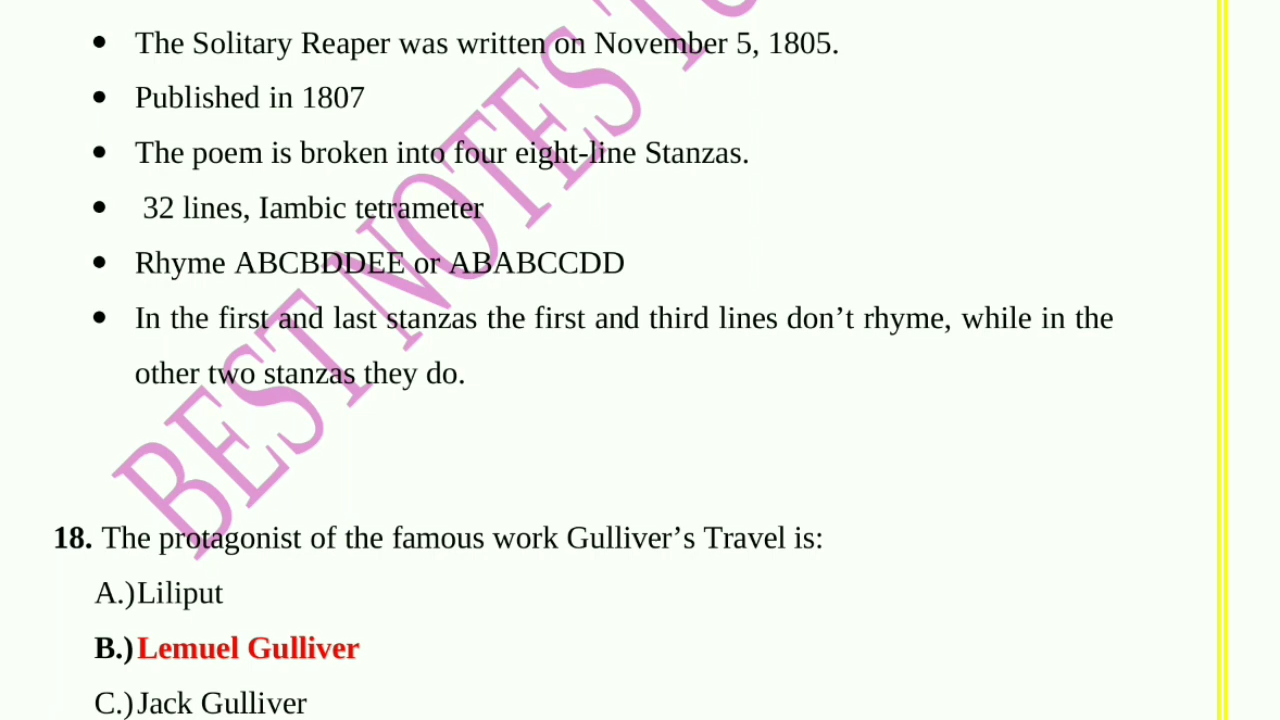 The Solitary Reaper was written on November 5, 1805.
Published in 1807
The poem is broken into four eight-line Stanzas.
32 lines, Iambic tetrameter
Rhyme ABCBDDEE or ABABCCDD
In the first and last stanzas the first and third lines don’t rhyme, while in the
other two stanzas they do.
BEST NOTES
18. The protagonist of the famous work Gulliver’s Travel is:
A.)Liliput
B.)Lemuel Gulliver
C.)Jack Gulliver